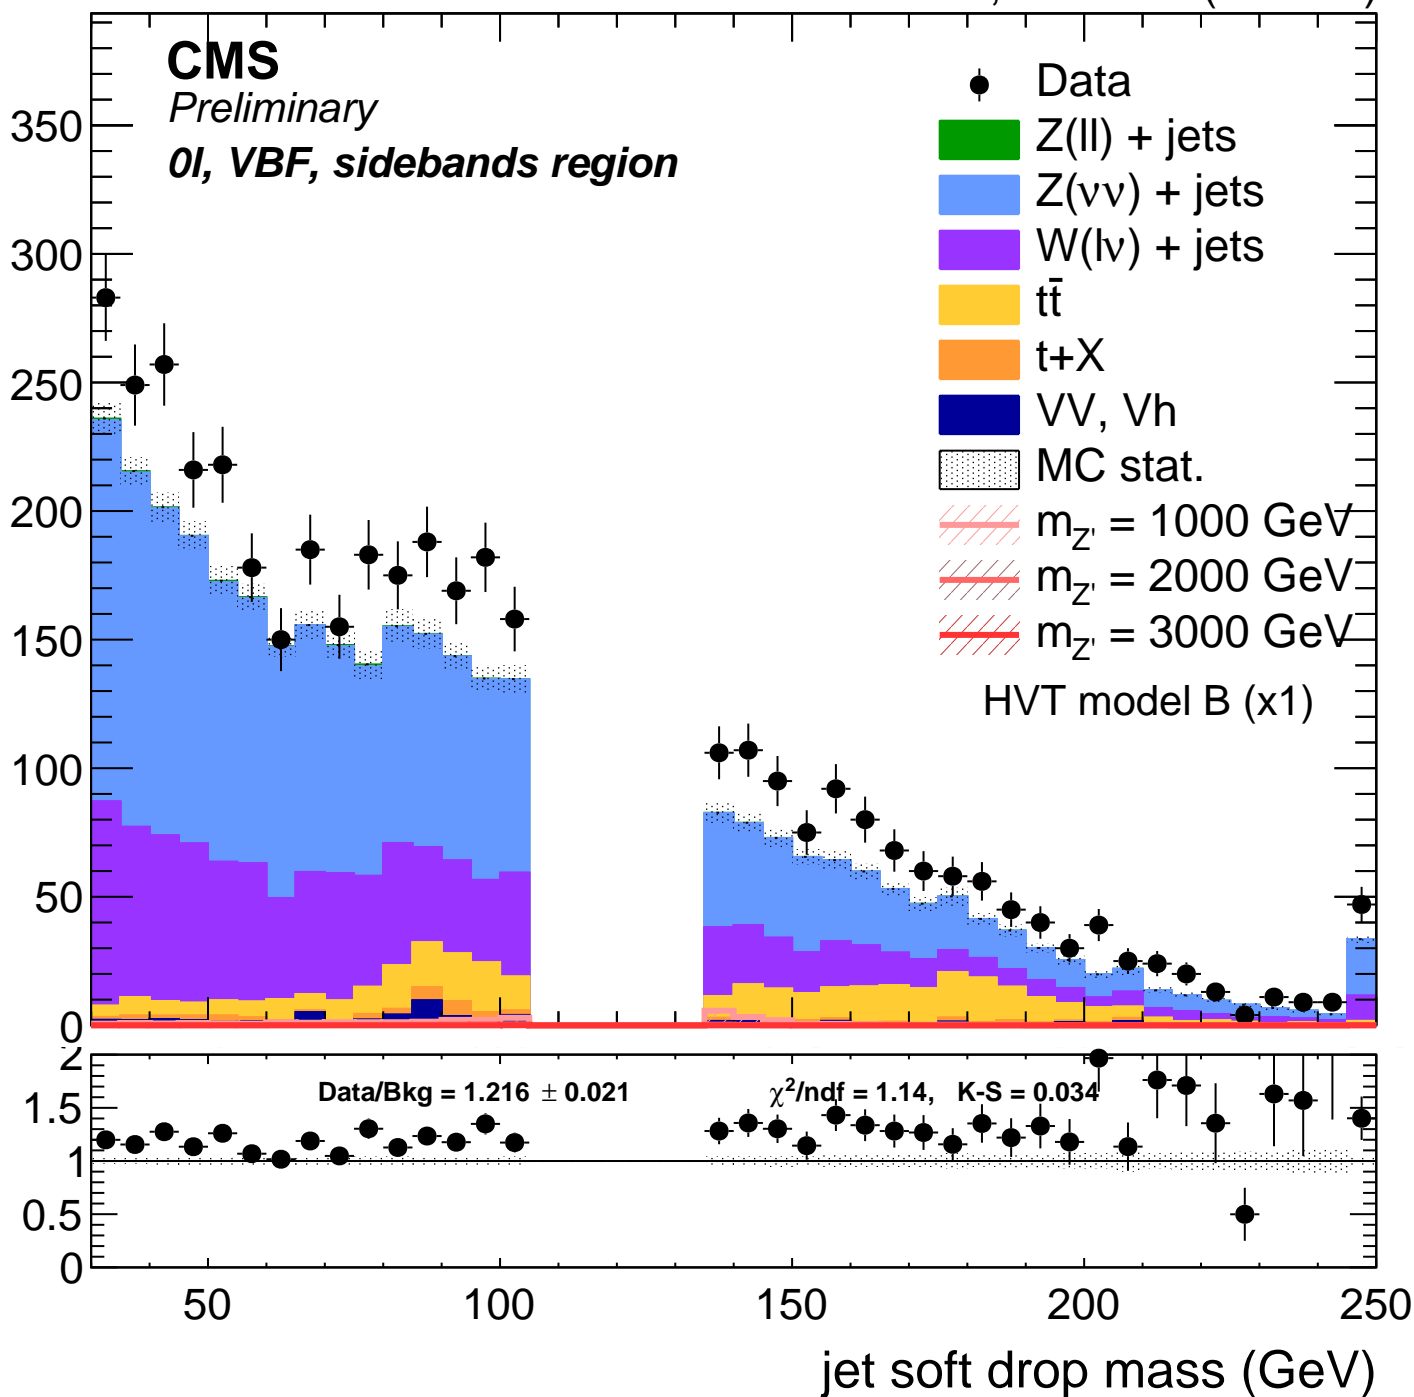 CMS
Preliminary
0l, VBF, sidebands region
Data
Z(ll) + jets
Z(νν) + jets
W(lν) + jets
tt̄
t+X
VV, Vh
MC stat.
m_Z' = 1000 GeV
m_Z' = 2000 GeV
m_Z' = 3000 GeV
HVT model B (x1)
350
300
250
200
150
100
50
0
Data/Bkg = 1.216 ± 0.021
χ²/ndf = 1.14, K-S = 0.034
2
1.5
1
0.5
0
50 100 150 200 250
jet soft drop mass (GeV)